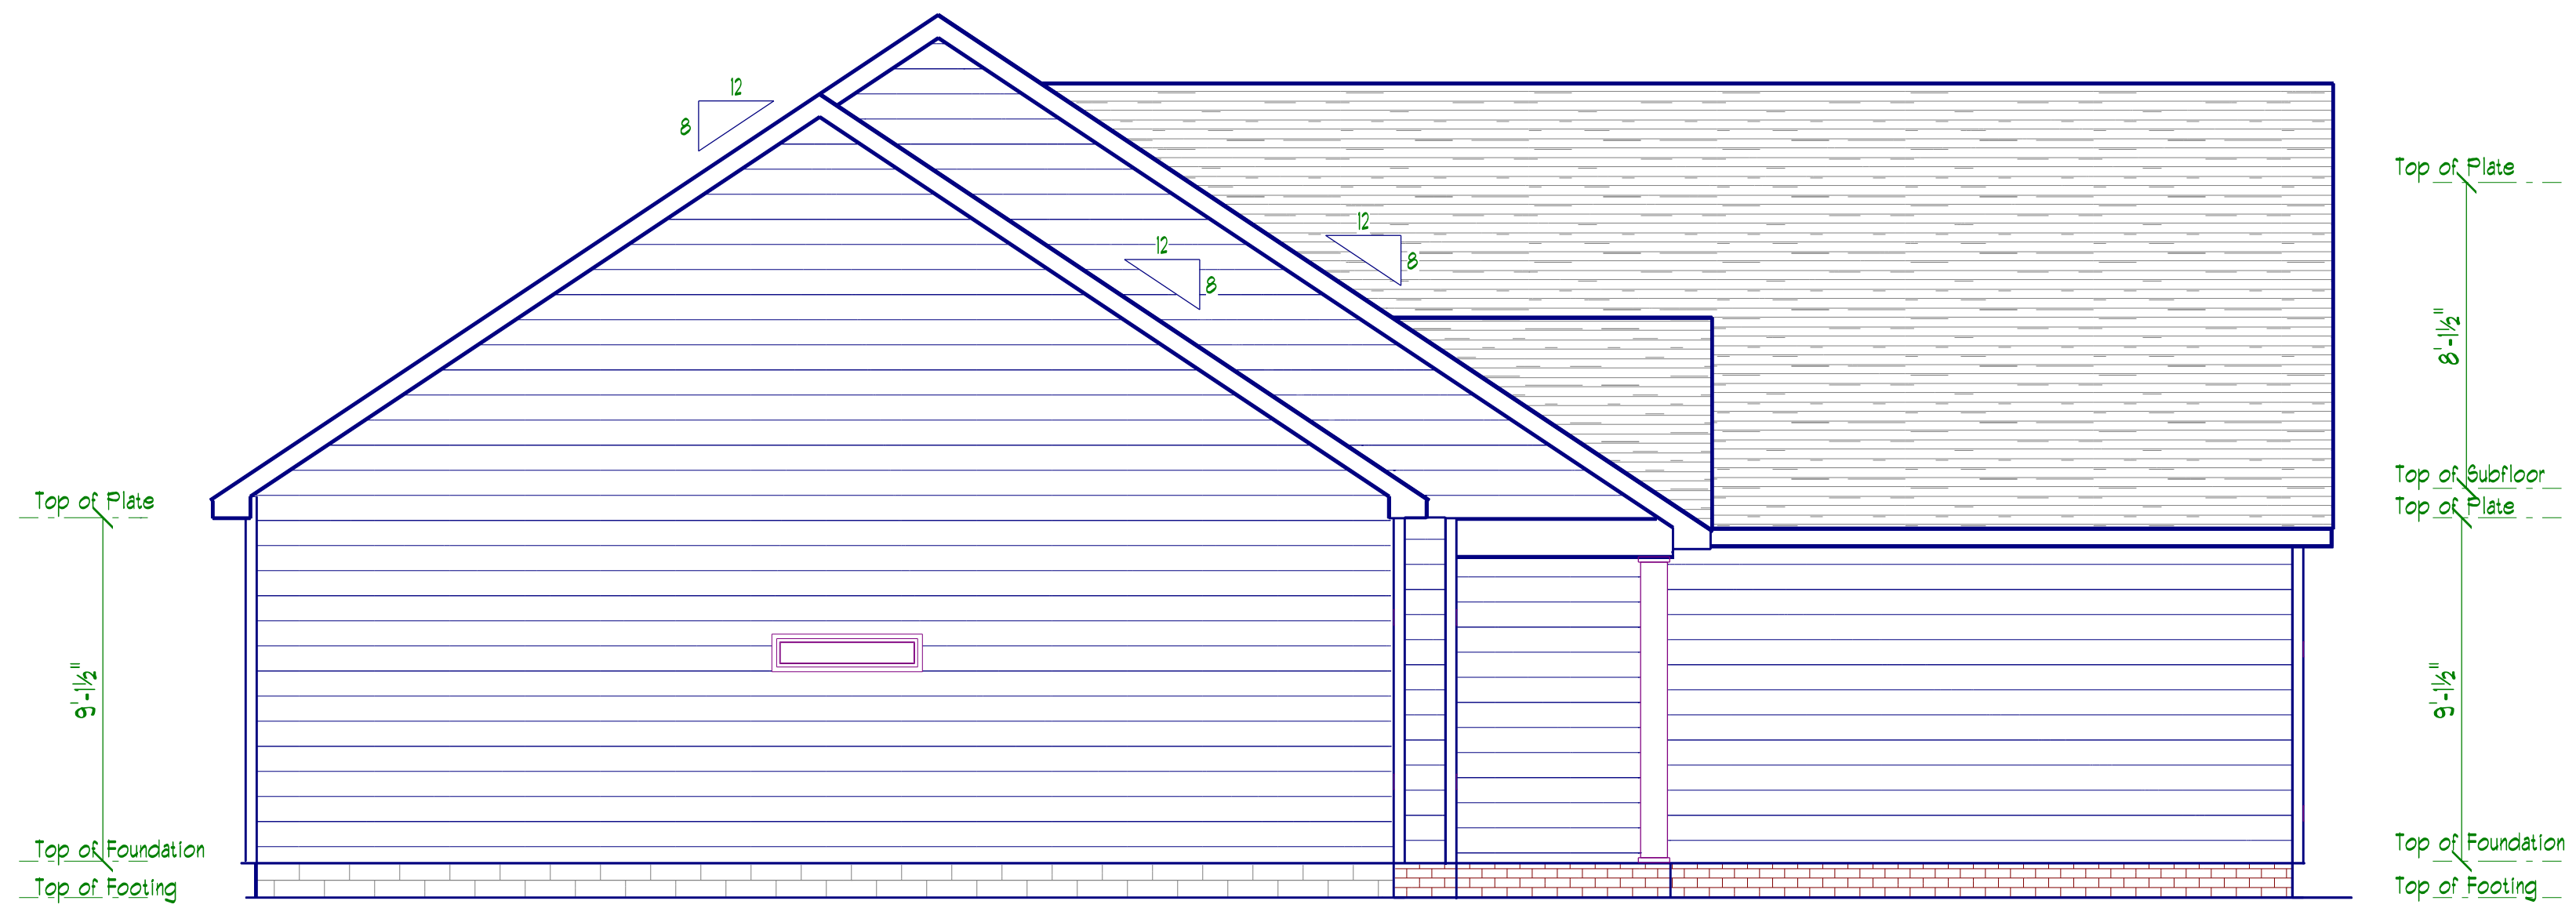 12
8
12
8
12
8
Top of Plate
9'-1½"
Top of Foundation
Top of Footing
Top of Plate
8'-1½"
Top of Subfloor
Top of Plate
9'-1½"
Top of Foundation
Top of Footing